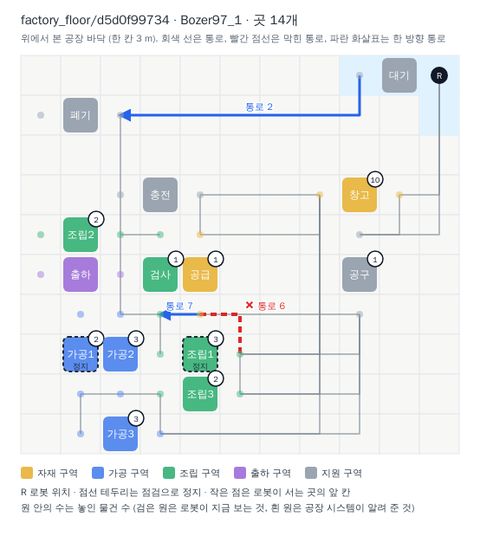 factory_floor/d5d0f99734 · Bozer97_1 · 곳 14개
위에서 본 공장 바닥 (한 칸 3 m). 회색 선은 통로, 빨간 점선은 막힌 통로, 파란 화살표는 한 방향 통로
대기
R
통로 2
폐기
충전
창고
10
조립2
2
출하
검사
1
공급
1
공구
1
통로 7
× 통로 6
가공1
2
정지
가공2
3
조립1
3
정지
조립3
2
가공3
3
자재 구역
가공 구역
조립 구역
출하 구역
지원 구역
R 로봇 위치 · 점선 테두리는 점검으로 정지 · 작은 점은 로봇이 서는 곳의 앞 칸
원 안의 수는 놓인 물건 수 (검은 원은 로봇이 지금 보는 것, 흰 원은 공장 시스템이 알려 준 것)